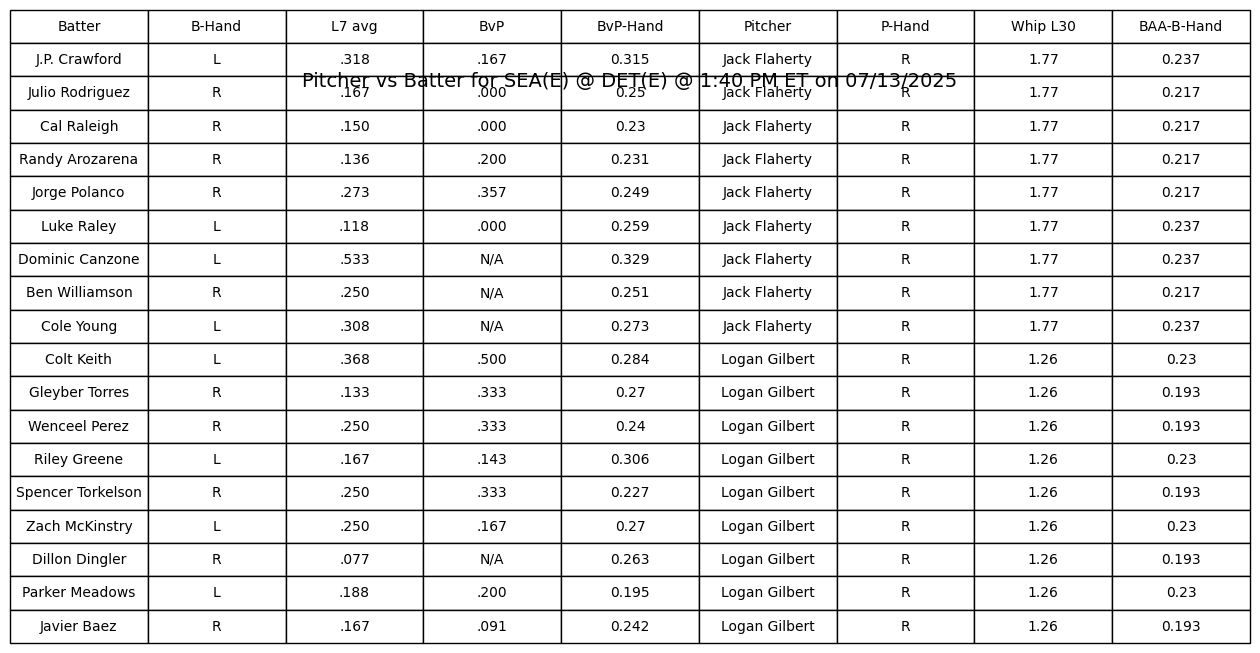 Batter B-Hand L7 avg BvP BvP-Hand Pitcher P-Hand Whip L30 BAA-B-Hand
J.P. Crawford L .318 .167 0.315 Jack Flaherty R 1.77 0.237
Pitcher vs Batter for SEA(E) @ DET(E) @ 1:40 PM ET on 07/13/2025
Julio Rodriguez R .167 .000 0.25 Jack Flaherty R 1.77 0.217
Cal Raleigh R .150 .000 0.23 Jack Flaherty R 1.77 0.217
Randy Arozarena R .136 .200 0.231 Jack Flaherty R 1.77 0.217
Jorge Polanco R .273 .357 0.249 Jack Flaherty R 1.77 0.217
Luke Raley L .118 .000 0.259 Jack Flaherty R 1.77 0.237
Dominic Canzone L .533 N/A 0.329 Jack Flaherty R 1.77 0.237
Ben Williamson R .250 N/A 0.251 Jack Flaherty R 1.77 0.217
Cole Young L .308 N/A 0.273 Jack Flaherty R 1.77 0.237
Colt Keith L .368 .500 0.284 Logan Gilbert R 1.26 0.23
Gleyber Torres R .133 .333 0.27 Logan Gilbert R 1.26 0.193
Wenceel Perez R .250 .333 0.24 Logan Gilbert R 1.26 0.193
Riley Greene L .167 .143 0.306 Logan Gilbert R 1.26 0.23
Spencer Torkelson R .250 .333 0.227 Logan Gilbert R 1.26 0.193
Zach McKinstry L .250 .167 0.27 Logan Gilbert R 1.26 0.23
Dillon Dingler R .077 N/A 0.263 Logan Gilbert R 1.26 0.193
Parker Meadows L .188 .200 0.195 Logan Gilbert R 1.26 0.23
Javier Baez R .167 .091 0.242 Logan Gilbert R 1.26 0.193